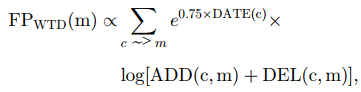 FP_WTD(m) ∝ ∑_{c ~> m} e^{0.75×DATE(c)}×
log[ADD(c, m) + DEL(c, m)],